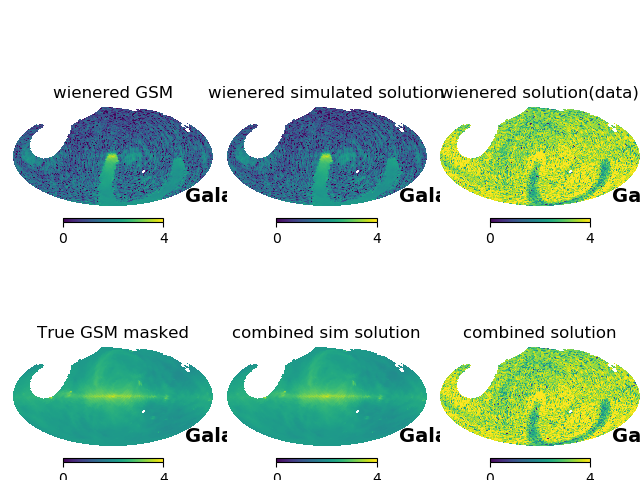 wienered GSM
wienered simulated solution
wienered solution(data)
Gala
Gala
Ga
0 4
0 4
0 4
True GSM masked
combined sim solution
combined solution
Gala
Gala
Ga
0 4
0 4
0 4